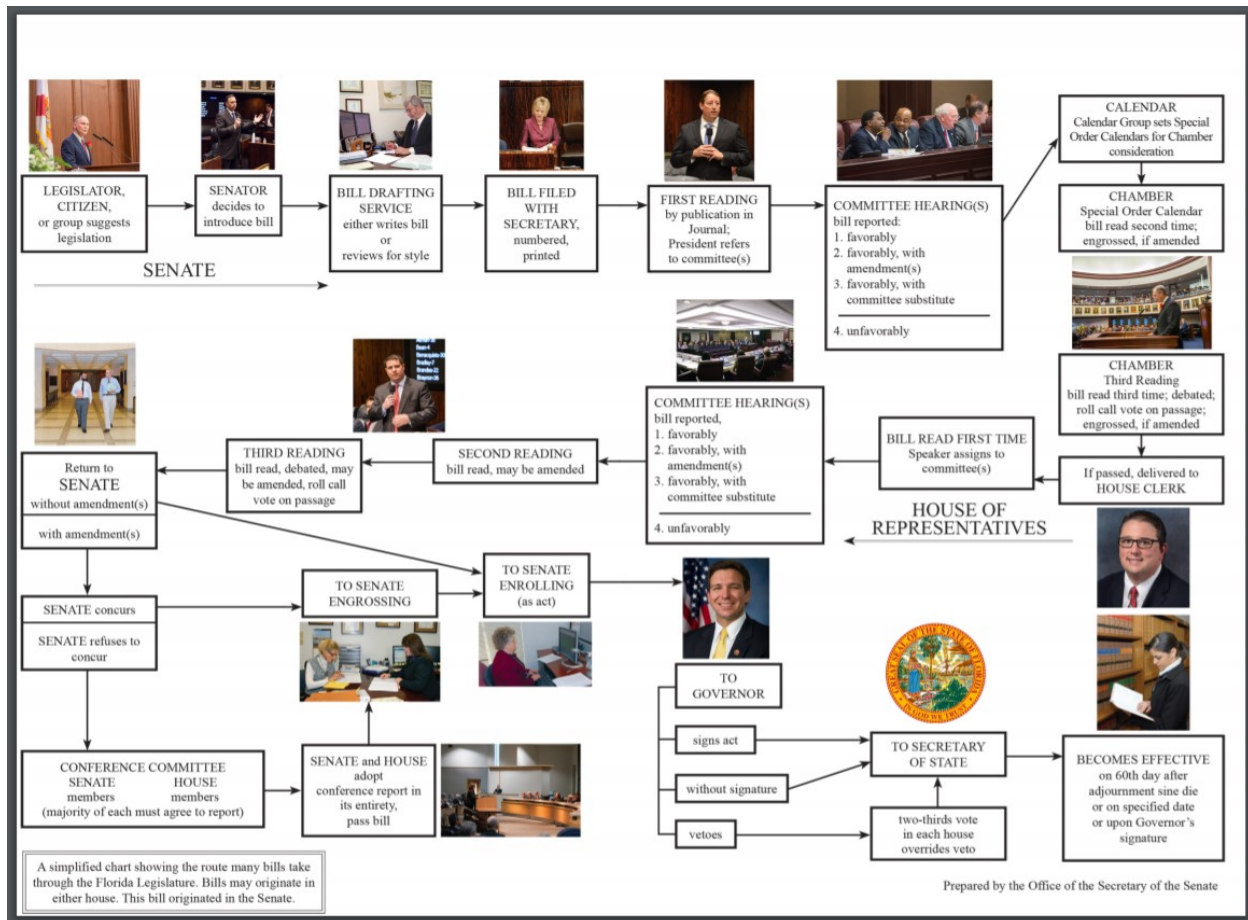 LEGISLATOR,
CITIZEN,
or group suggests
legislation
SENATOR
decides to
introduce bill
BILL DRAFTING
SERVICE
either writes bill
or
reviews for style
BILL FILED
WITH
SECRETARY,
numbered,
printed
FIRST READING
by publication in
Journal;
President refers
to committee(s)
COMMITTEE HEARING(S)
bill reported:
1. favorably
2. favorably, with
amendment(s)
3. favorably, with
committee substitute
4. unfavorably
CALENDAR
Calendar Group sets Special
Order Calendars for Chamber
consideration
CHAMBER
Special Order Calendar
bill read second time;
engrossed, if amended
SENATE
CHAMBER
Third Reading
bill read third time; debated;
roll call vote on passage;
engrossed, if amended
If passed, delivered to
HOUSE CLERK
HOUSE OF
REPRESENTATIVES
BILL READ FIRST TIME
Speaker assigns to
committee(s)
COMMITTEE HEARING(S)
bill reported,
1. favorably
2. favorably, with
amendment(s)
3. favorably, with
committee substitute
4. unfavorably
SECOND READING
bill read, may be amended
THIRD READING
bill read, debated, may
be amended, roll call
vote on passage
Return to
SENATE
without amendment(s)
with amendment(s)
SENATE concurs
SENATE refuses to
concur
TO SENATE
ENGROSSING
TO SENATE
ENROLLING
(as act)
CONFERENCE COMMITTEE
SENATE HOUSE
members members
(majority of each must agree to report)
SENATE and HOUSE
adopt
conference report in
its entirety,
pass bill
TO
GOVERNOR
signs act
without signature
vetoes
GREAT SEAL OF THE STATE OF FLORIDA
IN GOD WE TRUST
TO SECRETARY
OF STATE
two-thirds vote
in each house
overrides veto
BECOMES EFFECTIVE
on 60th day after
adjournment sine die
or on specified date
or upon Governor's
signature
A simplified chart showing the route many bills take
through the Florida Legislature. Bills may originate in
either house. This bill originated in the Senate.
Prepared by the Office of the Secretary of the Senate